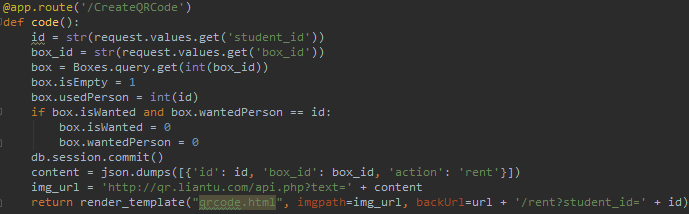 @app.route('/CreateQRCode')
def code():
    id = str(request.values.get('student_id'))
    box_id = str(request.values.get('box_id'))
    box = Boxes.query.get(int(box_id))
    box.isEmpty = 1
    box.usedPerson = int(id)
    if box.isWanted and box.wantedPerson == id:
        box.isWanted = 0
        box.wantedPerson = 0
    db.session.commit()
    content = json.dumps([{'id': id, 'box_id': box_id, 'action': 'rent'}])
    img_url = 'http://qr.liantu.com/api.php?text=' + content
    return render_template("qrcode.html", imgpath=img_url, backUrl=url + '/rent?student_id=' + id)